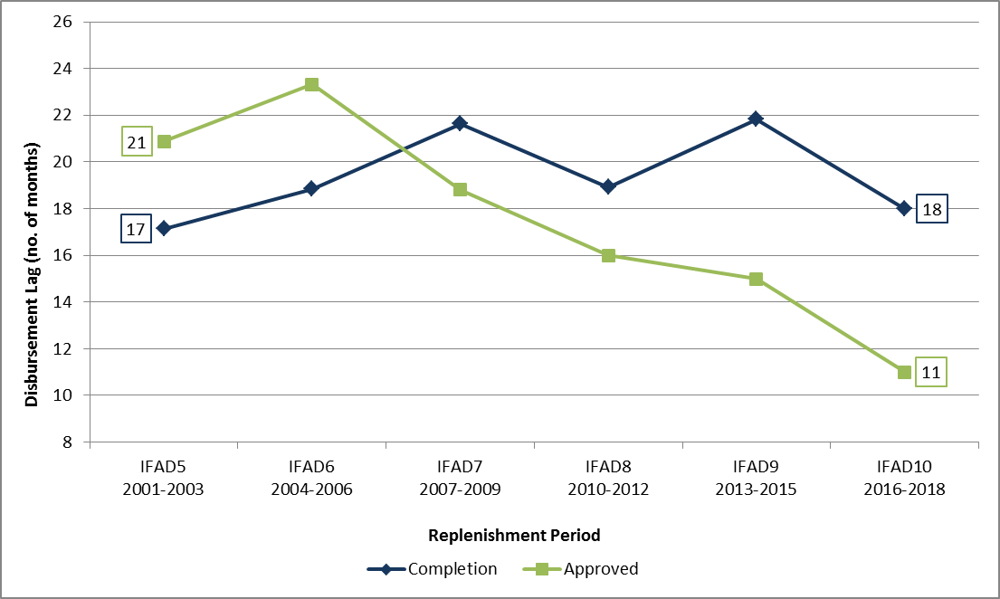 26
24
22
20
18
16
14
12
10
8
Disbursement Lag (no. of months)
21
17
18
11
IFAD5 IFAD6 IFAD7 IFAD8 IFAD9 IFAD10
2001-2003 2004-2006 2007-2009 2010-2012 2013-2015 2016-2018
Replenishment Period
Completion Approved